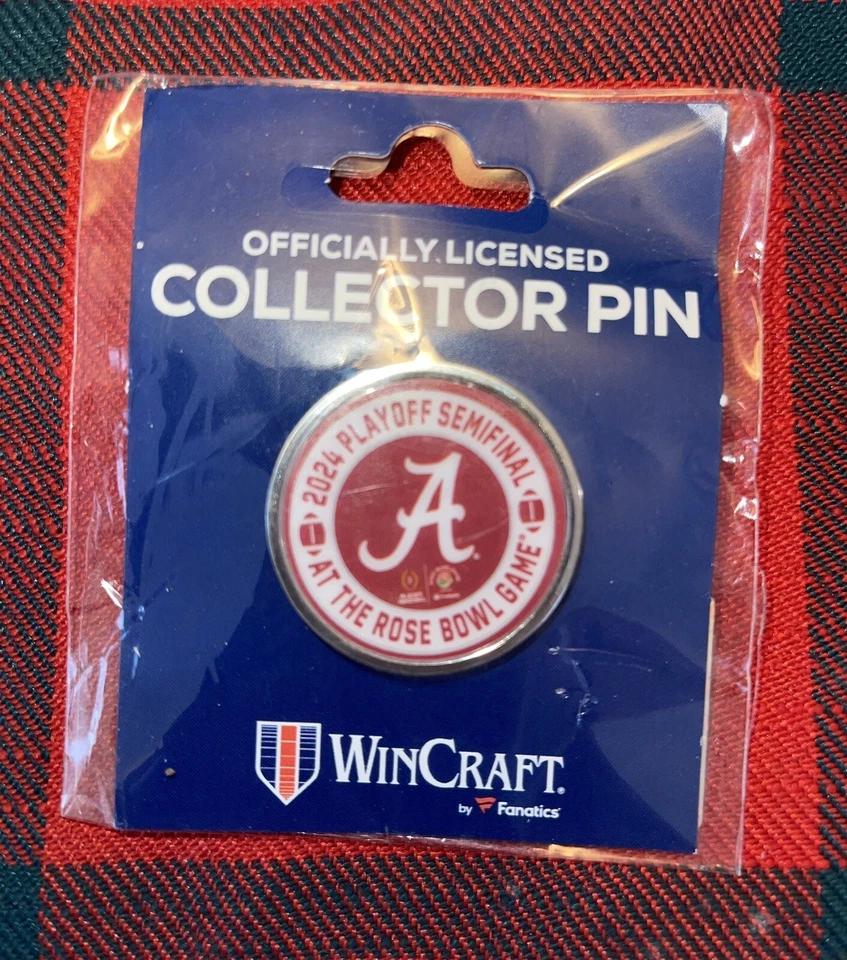 OFFICIALLY LICENSED
COLLECTOR PIN
2024 PLAYOFF SEMIFINAL
A
AT THE ROSE BOWL GAME®
WINCRAFT®
by Fanatics